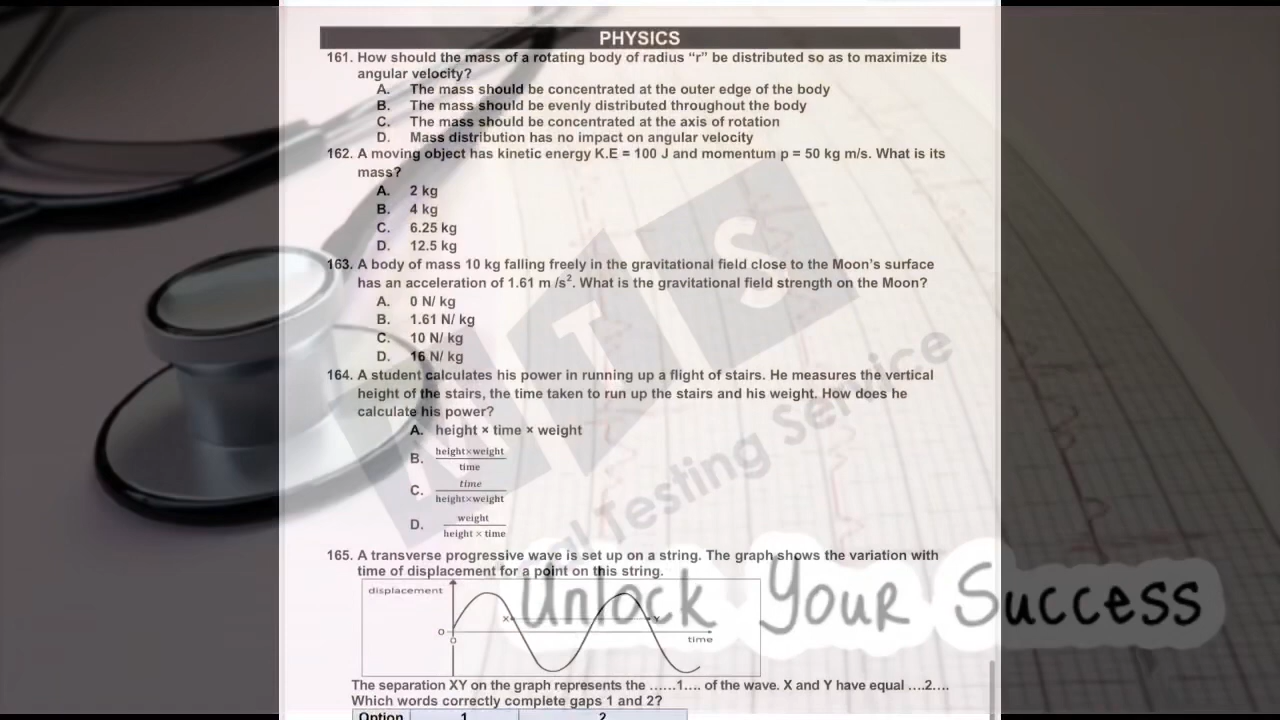 PHYSICS
161. How should the mass of a rotating body of radius “r” be distributed so as to maximize its
angular velocity?
A. The mass should be concentrated at the outer edge of the body
B. The mass should be evenly distributed throughout the body
C. The mass should be concentrated at the axis of rotation
D. Mass distribution has no impact on angular velocity
162. A moving object has kinetic energy K.E = 100 J and momentum p = 50 kg m/s. What is its
mass?
A. 2 kg
B. 4 kg
C. 6.25 kg
D. 12.5 kg
163. A body of mass 10 kg falling freely in the gravitational field close to the Moon’s surface
has an acceleration of 1.61 m /s². What is the gravitational field strength on the Moon?
A. 0 N/ kg
B. 1.61 N/ kg
C. 10 N/ kg
D. 16 N/ kg
164. A student calculates his power in running up a flight of stairs. He measures the vertical
height of the stairs, the time taken to run up the stairs and his weight. How does he
calculate his power?
A. height × time × weight
B. height×weight
time
C. time
height×weight
D. weight
height × time
165. A transverse progressive wave is set up on a string. The graph shows the variation with
time of displacement for a point on this string.
displacement
X
Y
O
0
time
The separation XY on the graph represents the ......1.... of the wave. X and Y have equal ....2....
Which words correctly complete gaps 1 and 2?
Option 1 2
NTS
Testing Service
Unlock Your Success